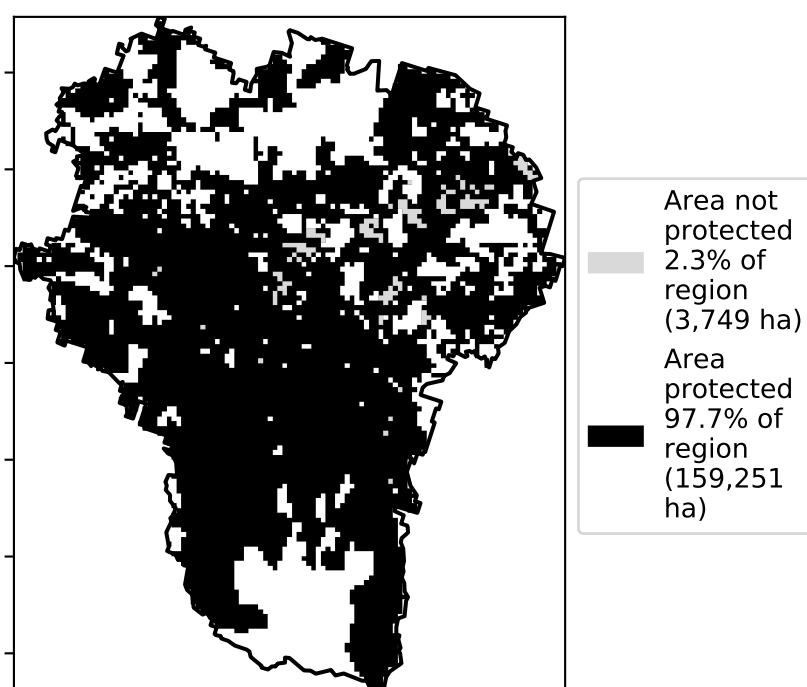 Area not
protected
2.3% of
region
(3,749 ha)
Area
protected
97.7% of
region
(159,251
ha)